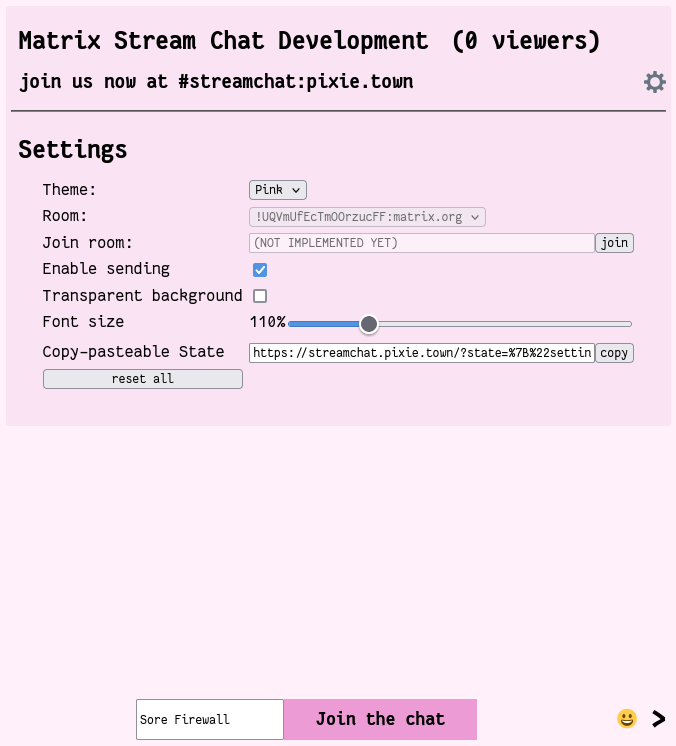 Matrix Stream Chat Development (0 viewers)
join us now at #streamchat:pixie.town
Settings
Theme: Pink
Room: !UQVmUfEcTmOOrzucFF:matrix.org
Join room: (NOT IMPLEMENTED YET) join
Enable sending
Transparent background
Font size 110%
Copy-pasteable State https://streamchat.pixie.town/?state=%7B%22settin copy
reset all
Sore Firewall Join the chat